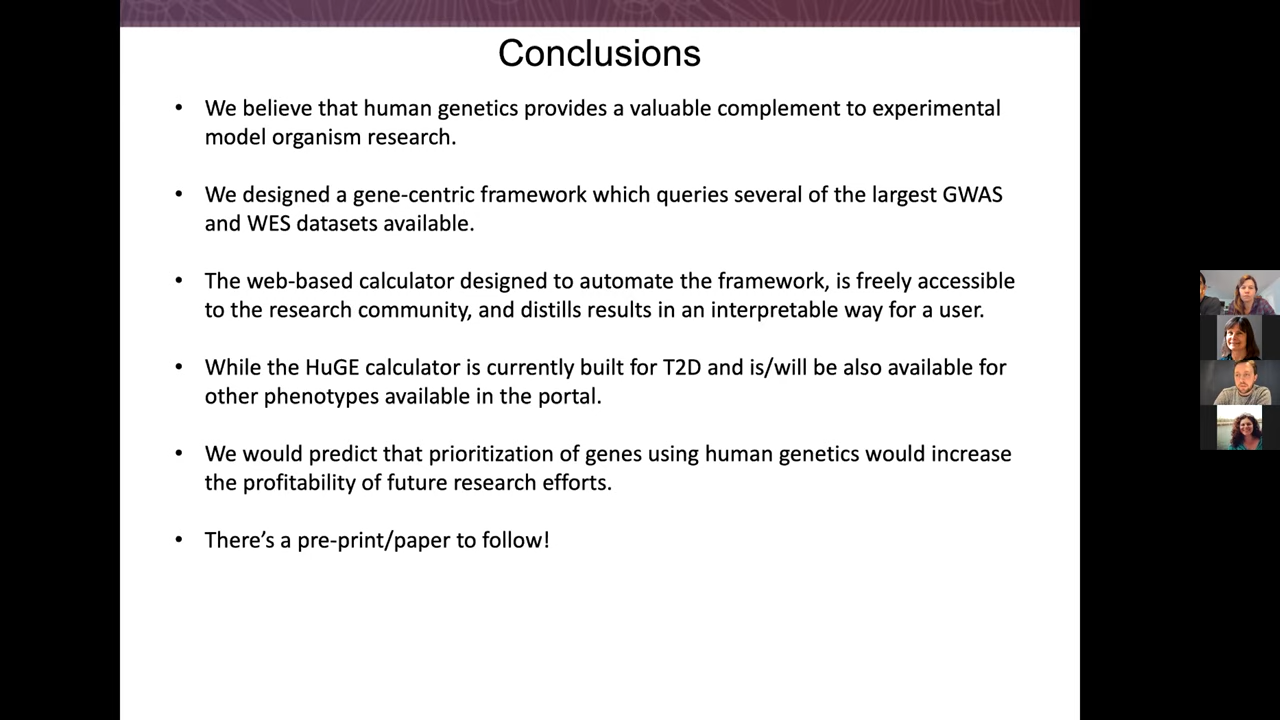 Conclusions
• We believe that human genetics provides a valuable complement to experimental
model organism research.
• We designed a gene-centric framework which queries several of the largest GWAS
and WES datasets available.
• The web-based calculator designed to automate the framework, is freely accessible
to the research community, and distills results in an interpretable way for a user.
• While the HuGE calculator is currently built for T2D and is/will be also available for
other phenotypes available in the portal.
• We would predict that prioritization of genes using human genetics would increase
the profitability of future research efforts.
• There’s a pre-print/paper to follow!